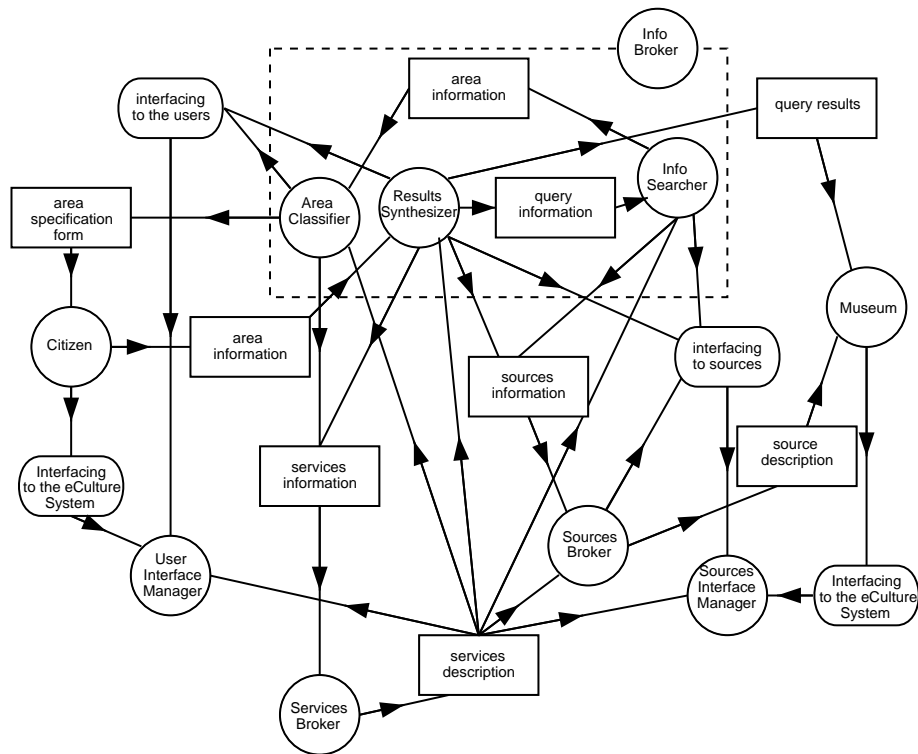 Info
Broker
area
information
interfacing
to the users
query results
Info
Searcher
Area
Classifier
Results
Synthesizer
query
information
area
specification
form
Museum
Citizen
area
information
interfacing
to sources
sources
information
source
description
services
information
Interfacing
to the eCulture
System
Sources
Broker
User
Interface
Manager
Sources
Interface
Manager
Interfacing
to the eCulture
System
services
description
Services
Broker